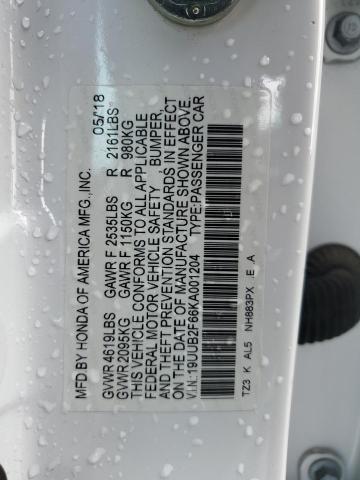 MFD BY HONDA OF AMERICA MFG., INC. 05/18
GVWR 4619LBS GAWR F 2535LBS R 2161LBS
GVWR 2095KG GAWR F 1150KG R 980KG
THIS VEHICLE CONFORMS TO ALL APPLICABLE
FEDERAL MOTOR VEHICLE SAFETY, BUMPER,
AND THEFT PREVENTION STANDARDS IN EFFECT
ON THE DATE OF MANUFACTURE SHOWN ABOVE.
V.I.N.:19UUB2F66KA001204 TYPE:PASSENGER CAR
TZ3 K AL5 NH883PX E A